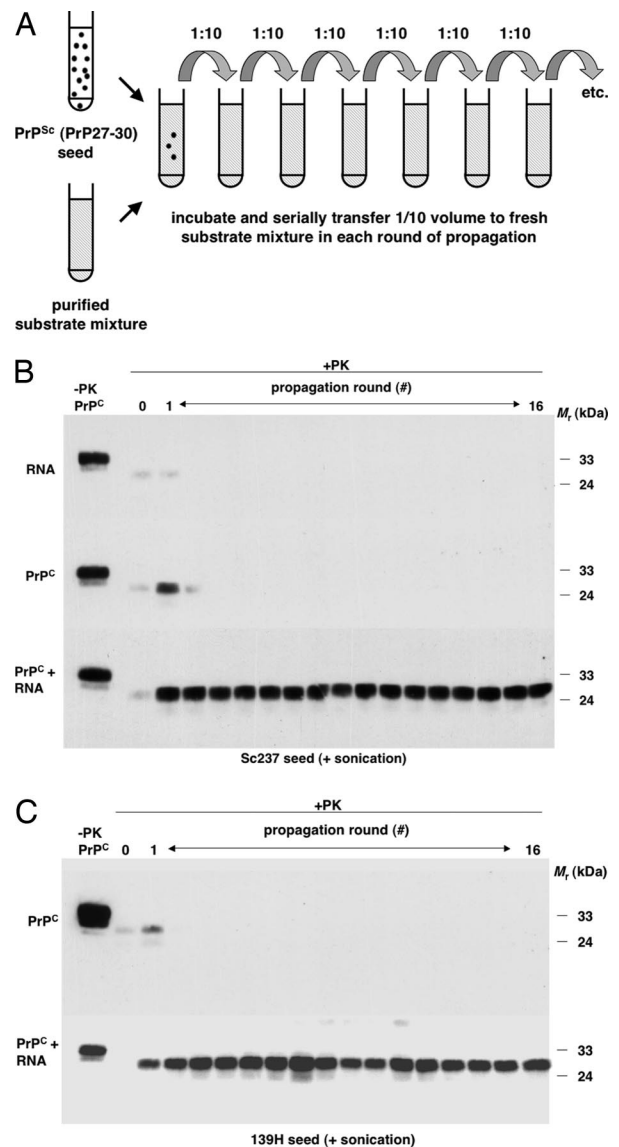 A
1:10 1:10 1:10 1:10 1:10 1:10
etc.
PrPSc (PrP27-30)
seed
incubate and serially transfer 1/10 volume to fresh
substrate mixture in each round of propagation
purified
substrate mixture
B
+PK
-PK
PrPC
propagation round (#)
0 1 16
Mr (kDa)
RNA
33
24
PrPC
33
24
PrPC +
RNA
33
24
Sc237 seed (+ sonication)
C
+PK
-PK
PrPC
propagation round (#)
0 1 16
Mr (kDa)
PrPC
33
24
PrPC +
RNA
33
24
139H seed (+ sonication)